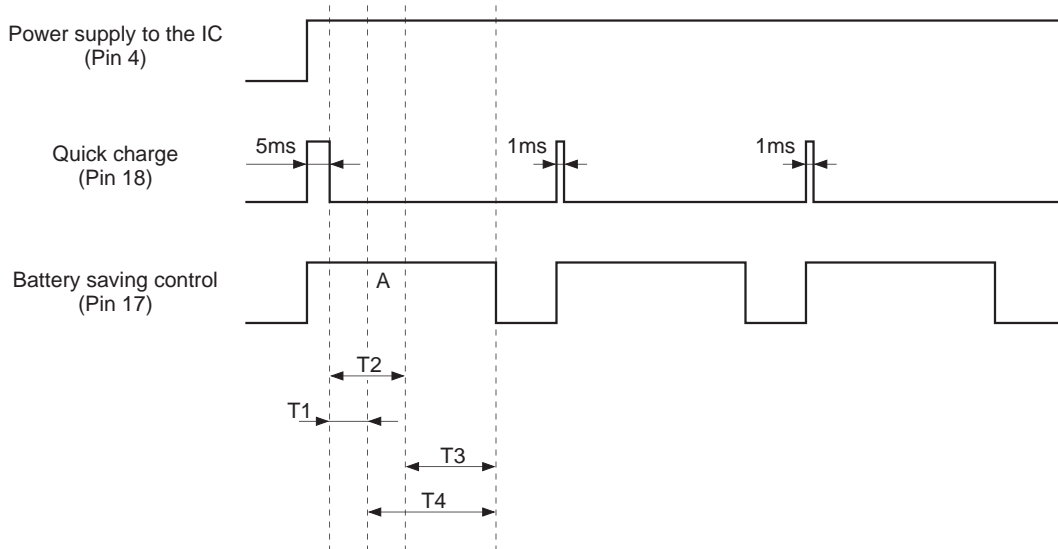 Power supply to the IC
(Pin 4)
5ms
1ms
1ms
Quick charge
(Pin 18)
Battery saving control
(Pin 17)
A
T2
T1
T3
T4